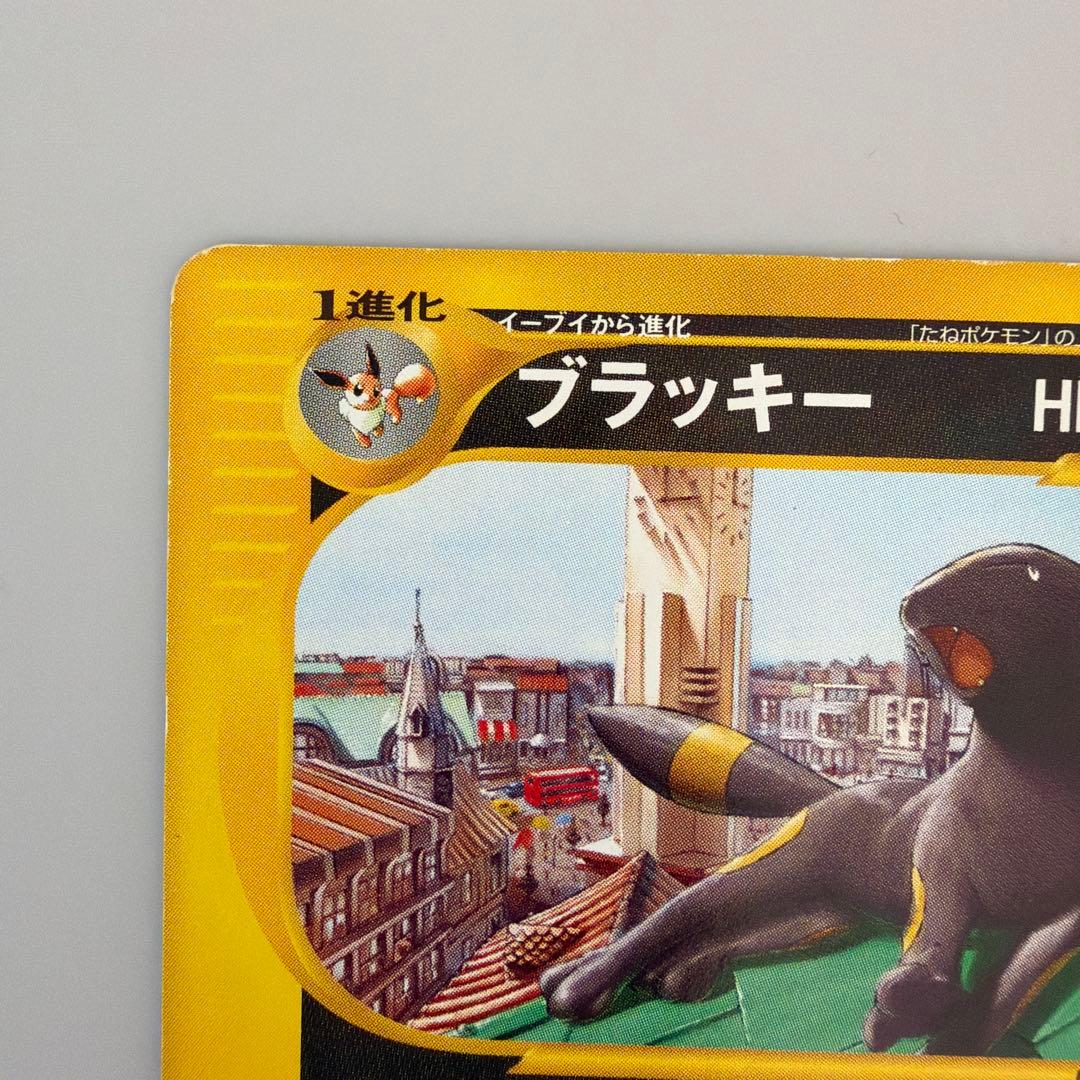 1進化
イーブイから進化
「たねポケモン」の
ブラッキー